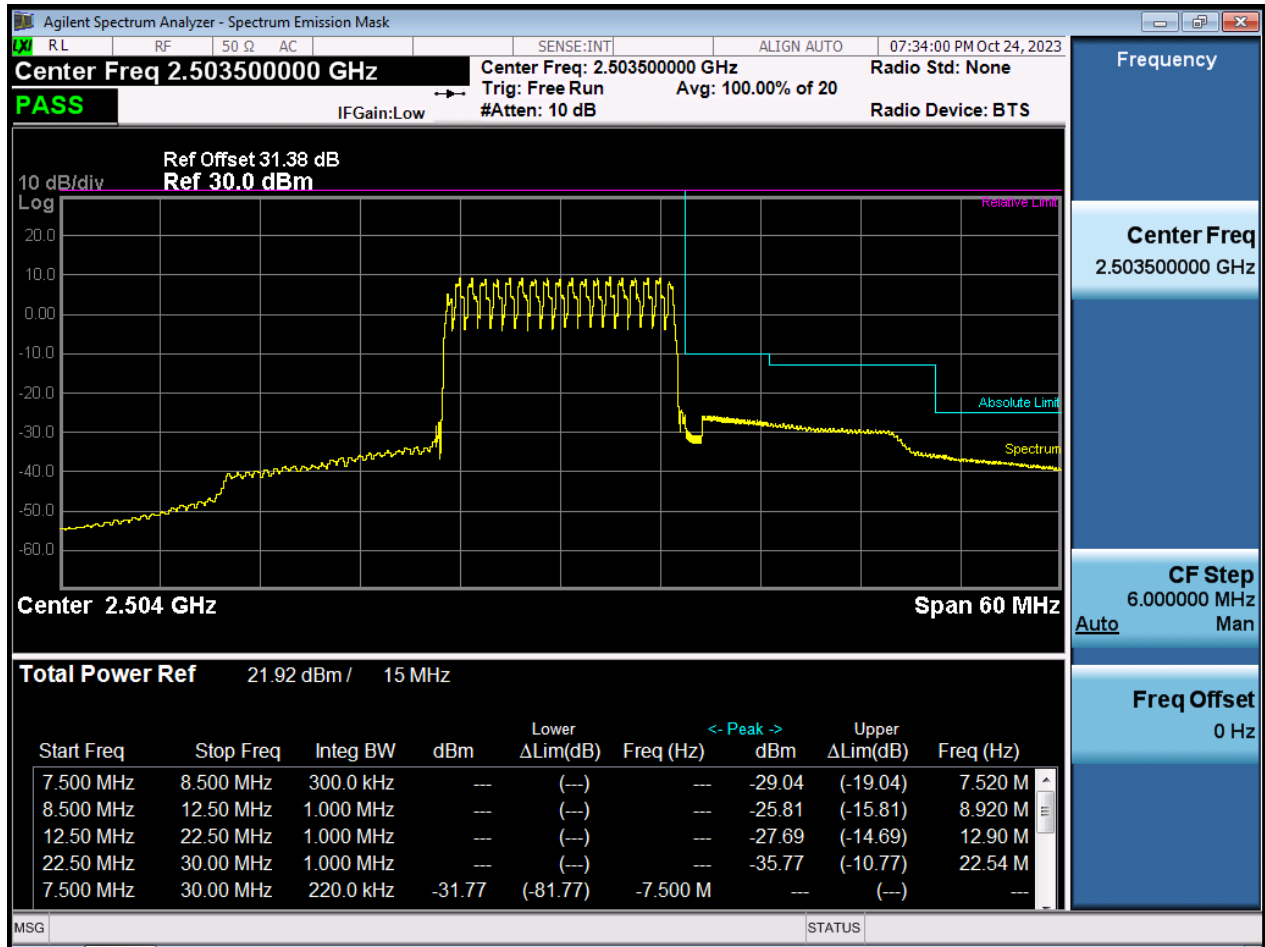 Agilent Spectrum Analyzer - Spectrum Emission Mask
LXI RL RF 50 Ω AC SENSE:INT ALIGN AUTO 07:34:00 PM Oct 24, 2023
Center Freq 2.503500000 GHz
PASS
IFGain:Low
Center Freq: 2.503500000 GHz
Trig: Free Run Avg: 100.00% of 20
#Atten: 10 dB
Radio Std: None
Radio Device: BTS
Ref Offset 31.38 dB
10 dB/div Ref 30.0 dBm
Log
Relative Limit
20.0
10.0
0.00
-10.0
-20.0
Absolute Limit
-30.0
Spectrum
-40.0
-50.0
-60.0
Center 2.504 GHz Span 60 MHz
Total Power Ref 21.92 dBm / 15 MHz
Lower <- Peak -> Upper
Start Freq Stop Freq Integ BW dBm ΔLim(dB) Freq (Hz) dBm ΔLim(dB) Freq (Hz)
7.500 MHz 8.500 MHz 300.0 kHz --- (---) --- -29.04 (-19.04) 7.520 M
8.500 MHz 12.50 MHz 1.000 MHz --- (---) --- -25.81 (-15.81) 8.920 M
12.50 MHz 22.50 MHz 1.000 MHz --- (---) --- -27.69 (-14.69) 12.90 M
22.50 MHz 30.00 MHz 1.000 MHz --- (---) --- -35.77 (-10.77) 22.54 M
7.500 MHz 30.00 MHz 220.0 kHz -31.77 (-81.77) -7.500 M --- (---) ---
MSG STATUS
Frequency
Center Freq
2.503500000 GHz
CF Step
6.000000 MHz
Auto Man
Freq Offset
0 Hz